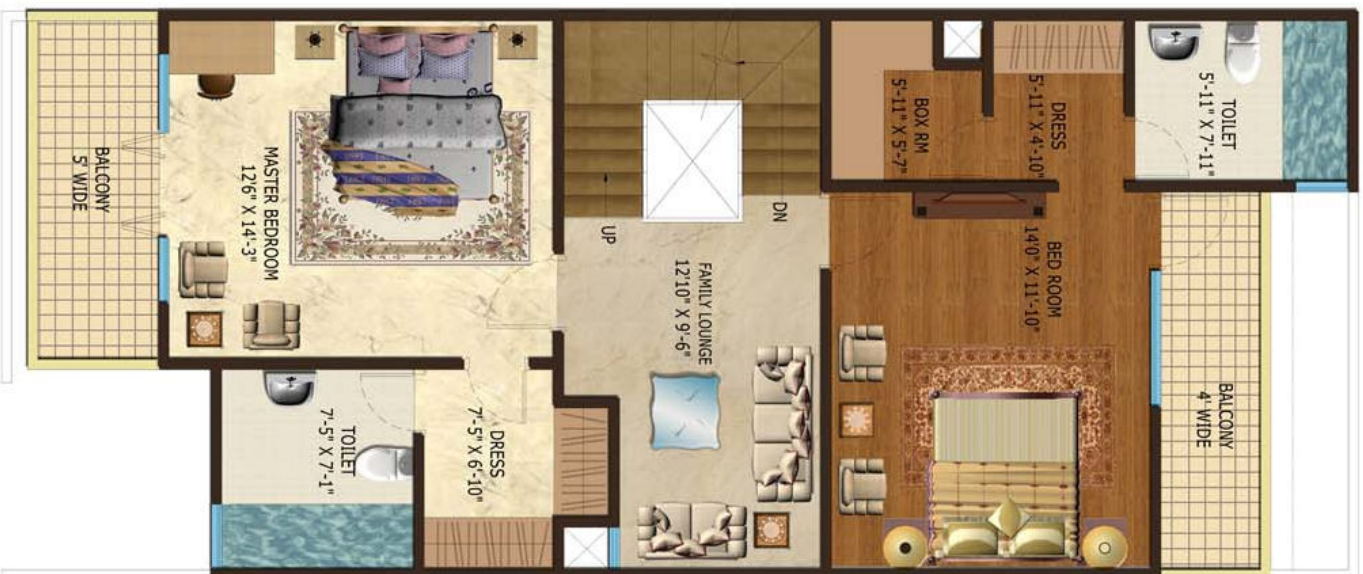 BALCONY
5' WIDE
MASTER BEDROOM
12'6" X 14'-3"
TOILET
7'-5" X 7'-1"
DRESS
7'-5" X 6'-10"
UP
DN
FAMILY LOUNGE
12'10" X 9'-6"
BOX RM
5'-11" X 5'-7"
DRESS
5'-11" X 4'-10"
TOILET
5'-11" X 7'-11"
BED ROOM
14'0" X 11'-10"
BALCONY
4' WIDE